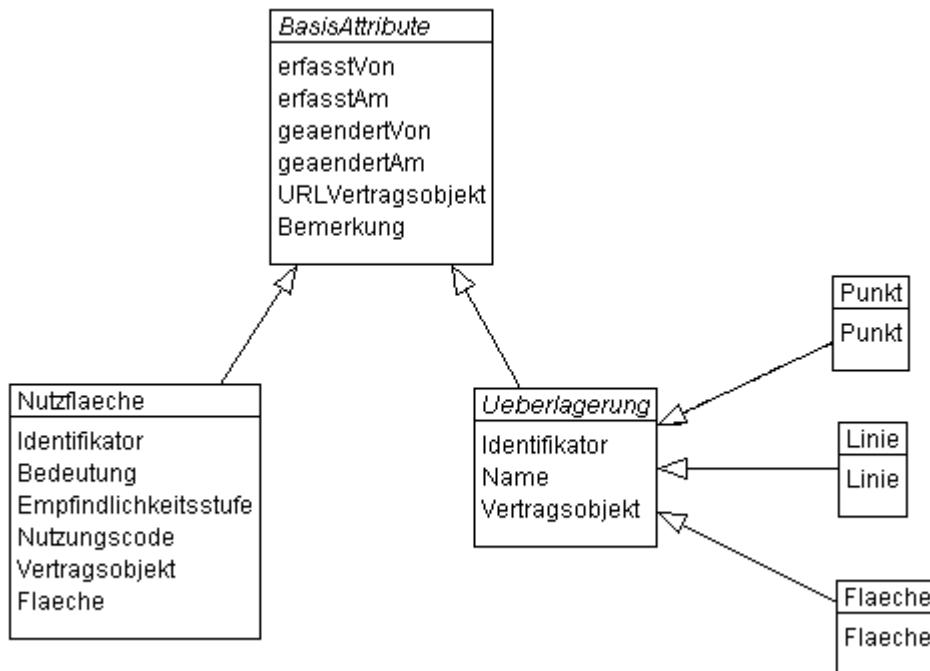 BasisAttribute
erfasstVon
erfasstAm
geaendertVon
geaendertAm
URLVertragsobjekt
Bemerkung
Nutzflaeche
Identifikator
Bedeutung
Empfindlichkeitsstufe
Nutzungscode
Vertragsobjekt
Flaeche
Ueberlagerung
Identifikator
Name
Vertragsobjekt
Punkt
Punkt
Linie
Linie
Flaeche
Flaeche